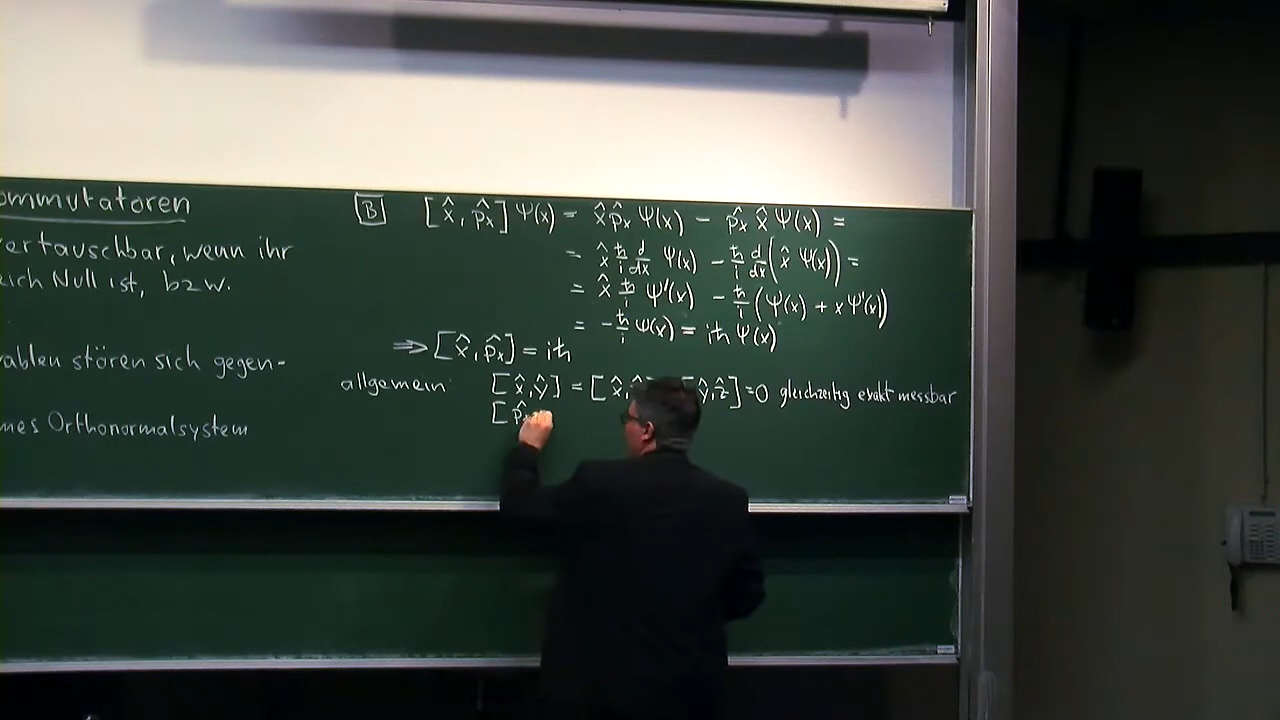 ommutatoren
ertauschbar, wenn ihr
eich Null ist, bzw.
ablen stören sich gegen-
mes Orthonormalsystem
B [x̂, p̂ₓ] Ψ(x) = x̂ p̂ₓ Ψ(x) - p̂ₓ x̂ Ψ(x) =
= x̂ ħ/i d/dx Ψ(x) - ħ/i d/dx (x̂ Ψ(x)) =
= x̂ ħ/i Ψ'(x) - ħ/i (Ψ(x) + x Ψ'(x))
= - ħ/i Ψ(x) = iħ Ψ(x)
⇒ [x̂, p̂ₓ] = iħ
allgemein [x̂, ŷ] = [x̂, ŷ, ẑ] = 0 gleichzeitig exakt messbar
[p̂ₓ